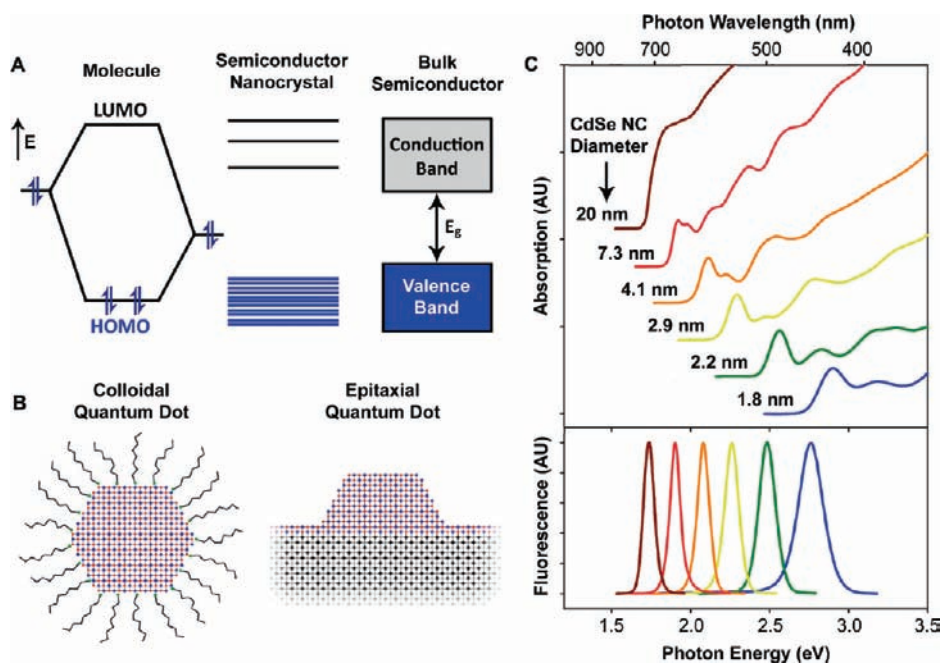 A
Molecule
Semiconductor
Nanocrystal
Bulk
Semiconductor
E
LUMO
HOMO
Conduction
Band
Eg
Valence
Band
B
Colloidal
Quantum Dot
Epitaxial
Quantum Dot
C
Photon Wavelength (nm)
900 700 500 400
CdSe NC
Diameter
20 nm
7.3 nm
4.1 nm
2.9 nm
2.2 nm
1.8 nm
Absorption (AU)
Fluorescence (AU)
1.5 2.0 2.5 3.0 3.5
Photon Energy (eV)